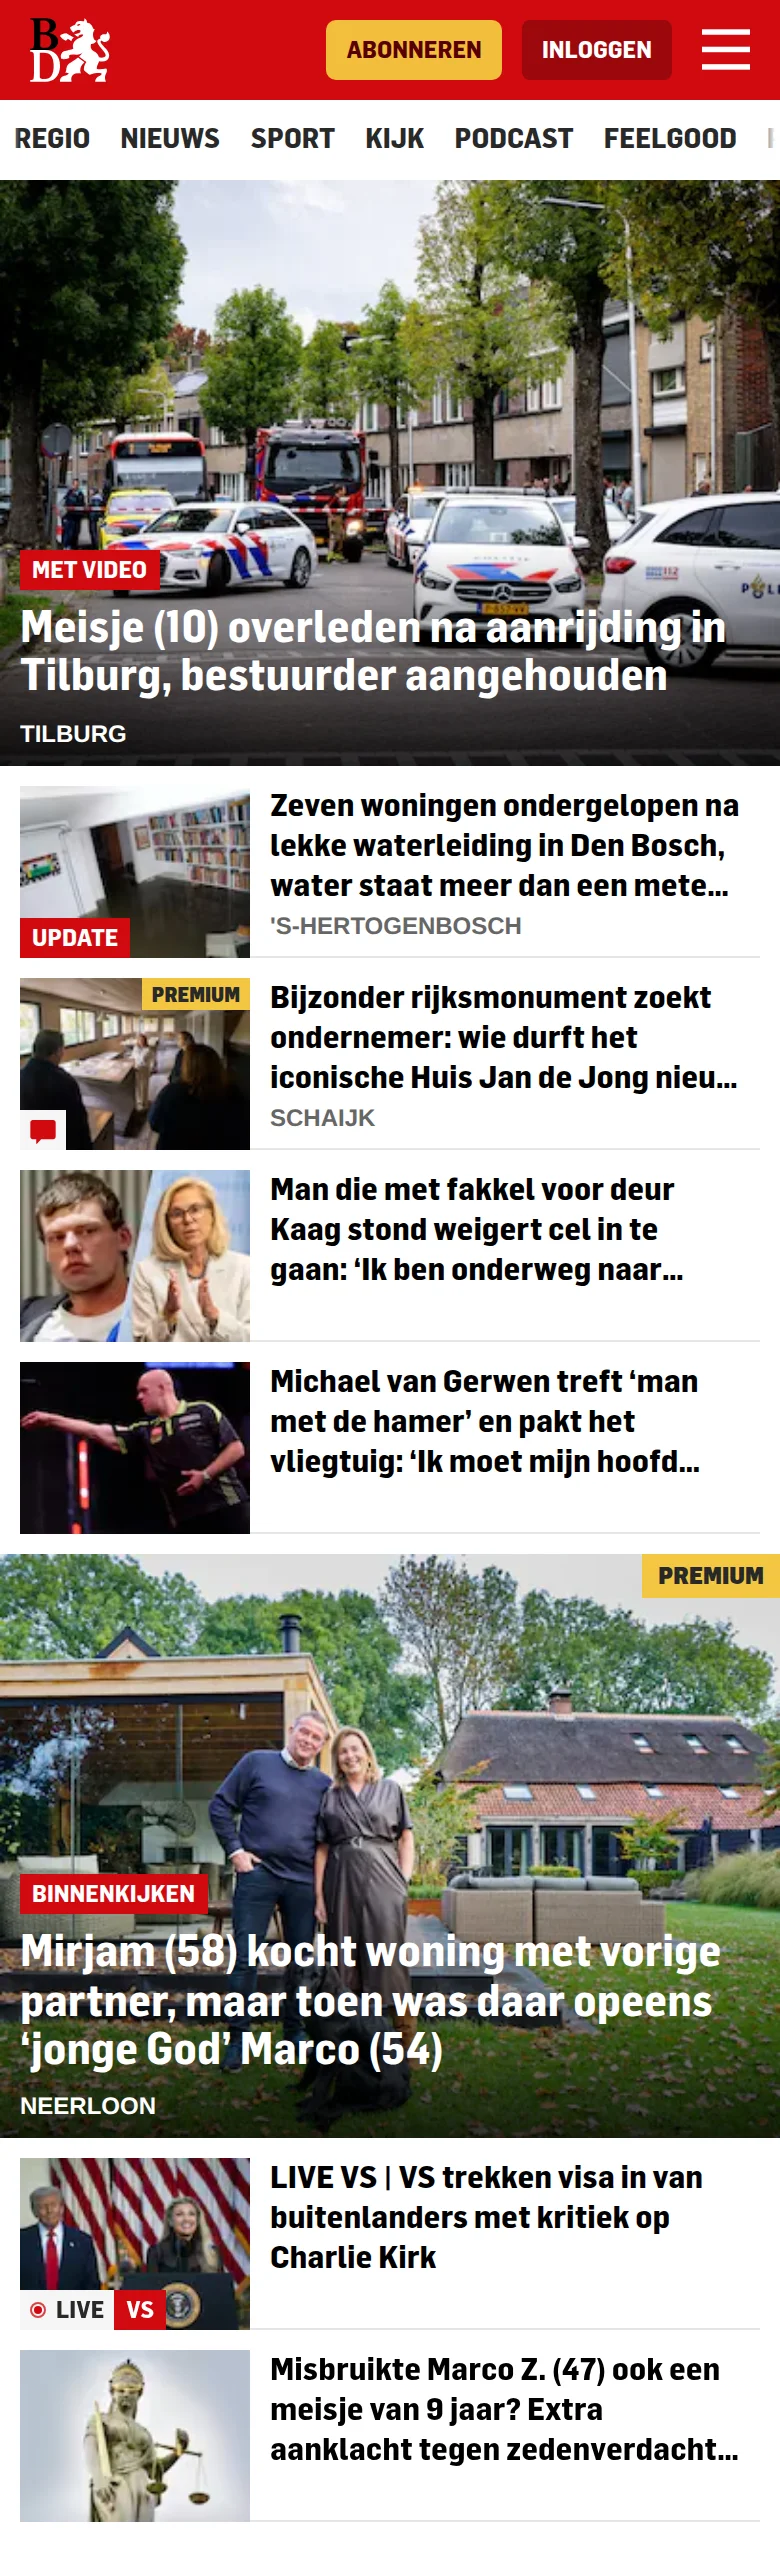 BD
ABONNEREN
INLOGGEN
REGIO NIEUWS SPORT KIJK PODCAST FEELGOOD
MET VIDEO
Meisje (10) overleden na aanrijding in
Tilburg, bestuurder aangehouden
TILBURG
Zeven woningen ondergelopen na
lekke waterleiding in Den Bosch,
water staat meer dan een mete...
UPDATE
'S-HERTOGENBOSCH
PREMIUM
Bijzonder rijksmonument zoekt
ondernemer: wie durft het
iconische Huis Jan de Jong nieu...
SCHAIJK
Man die met fakkel voor deur
Kaag stond weigert cel in te
gaan: ‘Ik ben onderweg naar...
Michael van Gerwen treft ‘man
met de hamer’ en pakt het
vliegtuig: ‘Ik moet mijn hoofd...
PREMIUM
BINNENKIJKEN
Mirjam (58) kocht woning met vorige
partner, maar toen was daar opeens
‘jonge God’ Marco (54)
NEERLOON
LIVE VS | VS trekken visa in van
buitenlanders met kritiek op
Charlie Kirk
LIVE VS
Misbruikte Marco Z. (47) ook een
meisje van 9 jaar? Extra
aanklacht tegen zedenverdacht...